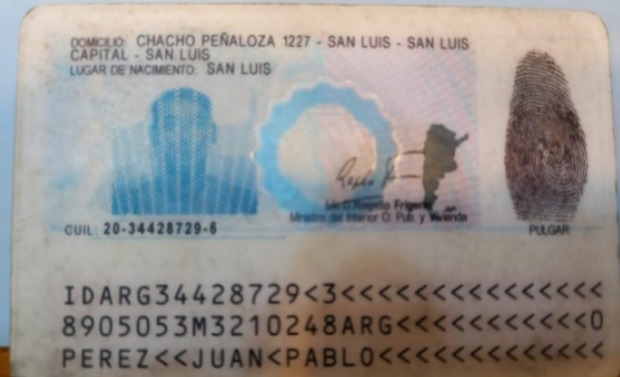 DOMICILIO: CHACHO PEÑALOZA 1227 - SAN LUIS - SAN LUIS
CAPITAL - SAN LUIS
LUGAR DE NACIMIENTO: SAN LUIS
Rogelio Frigerio
Ministro del Interior O. Pub. y Vivienda
CUIL: 20-34428729-6
PULGAR
IDARG34428729<3<<<<<<<<<<<<<<<
8905053M3210248ARG<<<<<<<<<<<0
PEREZ<<JUAN<PABLO<<<<<<<<<<<<<